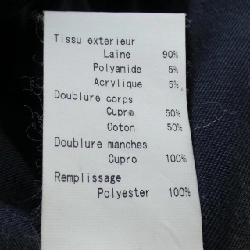 Tissu exterieur
Laine 90%
Polyamide 5%
Acrylique 5%
Doublure corps
Cupro 50%
Coton 50%
Doublure manches
Cupro 100%
Remplissage
Polyester 100%